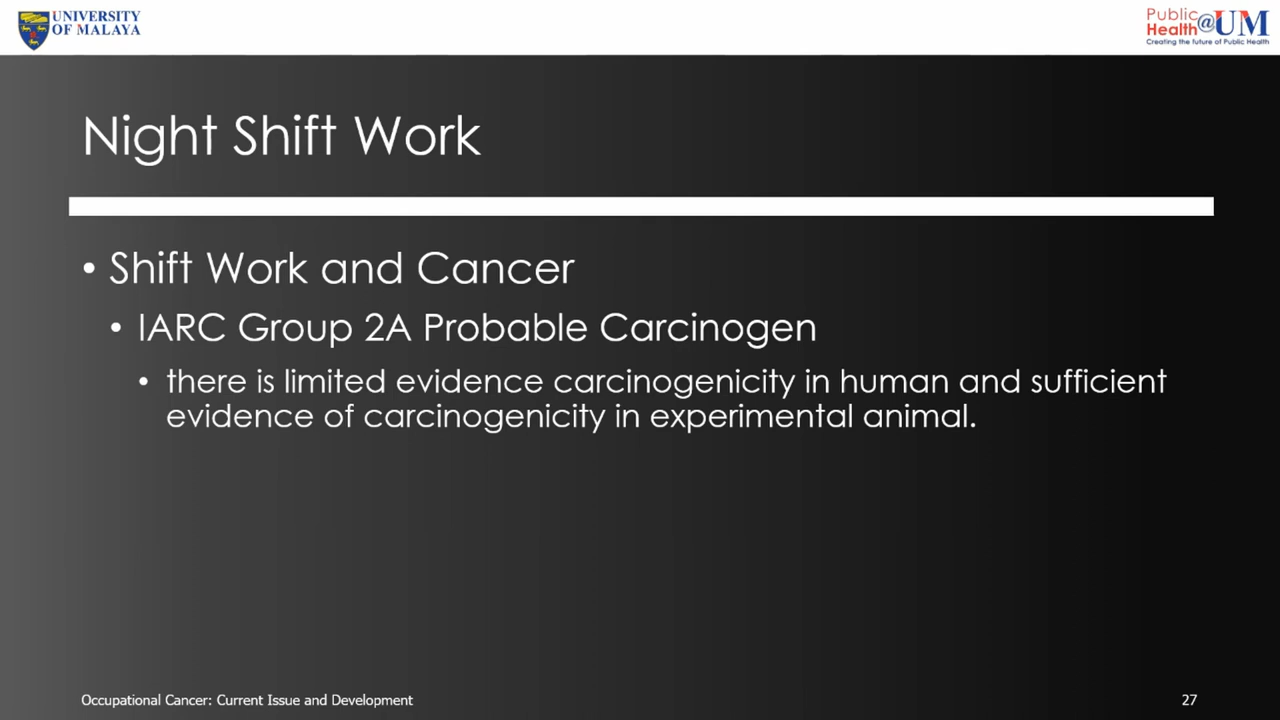 UNIVERSITY
OF MALAYA
Public
Health@UM
Creating the future of Public Health
Night Shift Work
• Shift Work and Cancer
• IARC Group 2A Probable Carcinogen
• there is limited evidence carcinogenicity in human and sufficient
evidence of carcinogenicity in experimental animal.
Occupational Cancer: Current Issue and Development
27